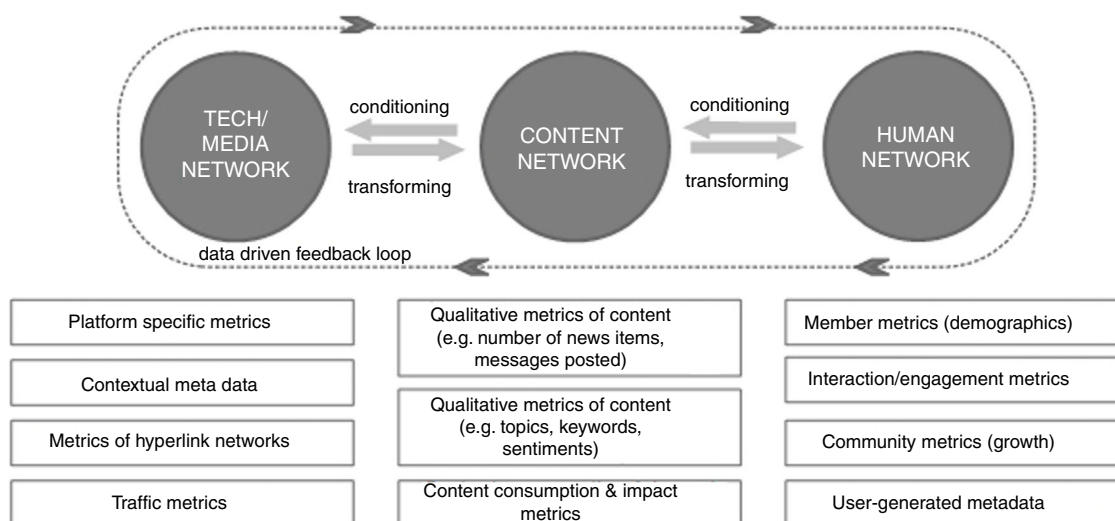 TECH/
MEDIA
NETWORK
conditioning
transforming
CONTENT
NETWORK
conditioning
transforming
HUMAN
NETWORK
data driven feedback loop
Platform specific metrics
Contextual meta data
Metrics of hyperlink networks
Traffic metrics
Qualitative metrics of content
(e.g. number of news items,
messages posted)
Qualitative metrics of content
(e.g. topics, keywords,
sentiments)
Content consumption & impact
metrics
Member metrics (demographics)
Interaction/engagement metrics
Community metrics (growth)
User-generated metadata